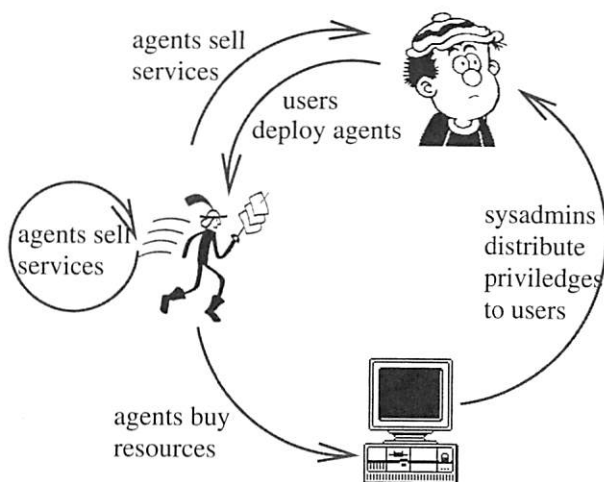 agents sell
services
users
deploy agents
agents sell
services
sysadmins
distribute
priviledges
to users
agents buy
resources